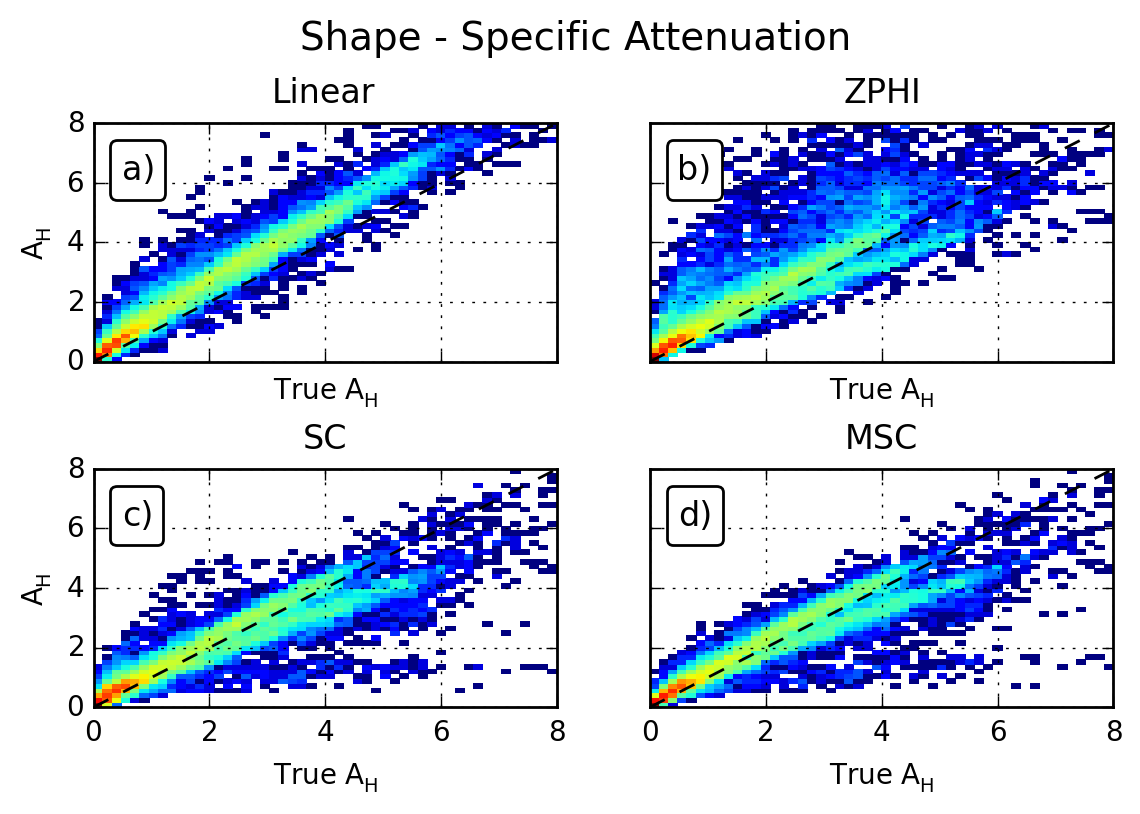 Shape - Specific Attenuation
Linear
ZPHI
8
6
4
2
0
A_H
a)
b)
True A_H
True A_H
SC
MSC
8
6
4
2
0
A_H
c)
d)
0 2 4 6 8
0 2 4 6 8
True A_H
True A_H